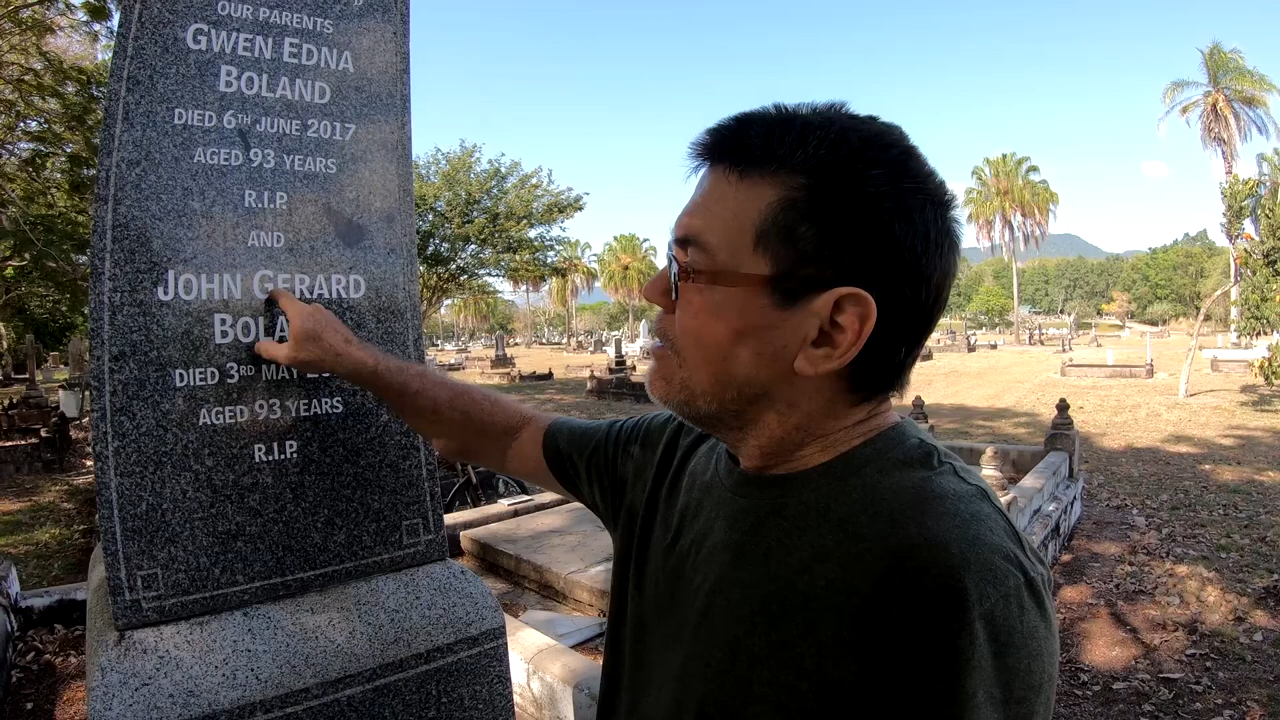 OUR PARENTS
GWEN EDNA
BOLAND
DIED 6TH JUNE 2017
AGED 93 YEARS
R.I.P
AND
JOHN GERARD
DIED 3RD MAY
AGED 93 YEARS
R.I.P.